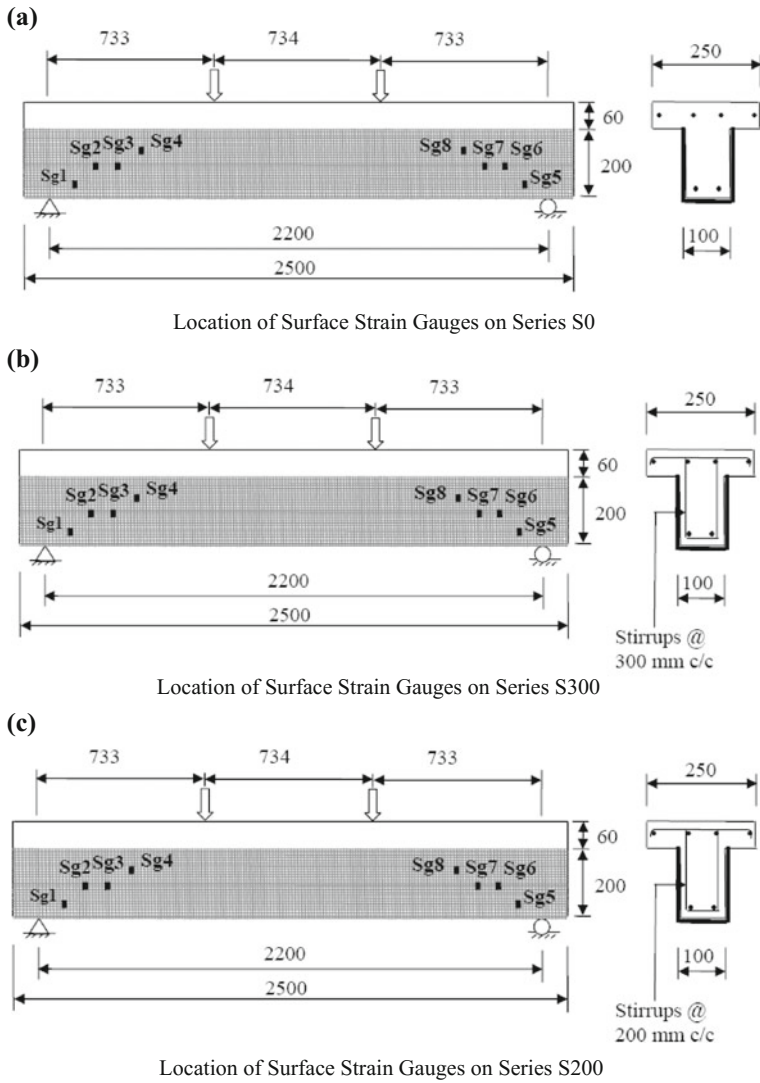 (a)
733 734 733
250
60
Sg2 Sg3 Sg4
Sg8 Sg7 Sg6
Sg1
Sg5
200
2200
100
2500
Location of Surface Strain Gauges on Series S0
(b)
733 734 733
250
60
Sg2 Sg3 Sg4
Sg8 Sg7 Sg6
Sg1
Sg5
200
2200
100
2500
Stirrups @
300 mm c/c
Location of Surface Strain Gauges on Series S300
(c)
733 734 733
250
60
Sg2 Sg3 Sg4
Sg8 Sg7 Sg6
Sg1
Sg5
200
2200
100
2500
Stirrups @
200 mm c/c
Location of Surface Strain Gauges on Series S200